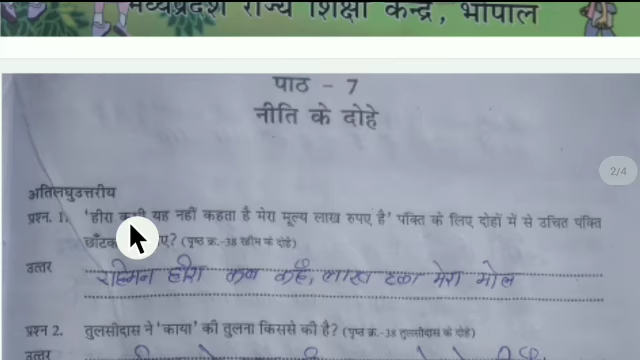 मध्यप्रदेश राज्य शिक्षा केन्द्र, भोपाल
पाठ - 7
नीति के दोहे
2/4
अतिलघुउत्तरीय
प्रश्न. 1. 'हीरा कभी यह नहीं कहता है मेरा मूल्य लाख रुपए है' पंक्ति के लिए दोहों में से उचित पंक्ति
(पृष्ठ क्र.-38 रहीम के दोहे)
उत्तर रहिमन हीरा कब कहै, लाख टका मेरो मोल
प्रश्न 2. तुलसीदास ने 'काया' की तुलना किससे की है? (पृष्ठ क्र.-38 तुलसीदास के दोहे)
उत्तर